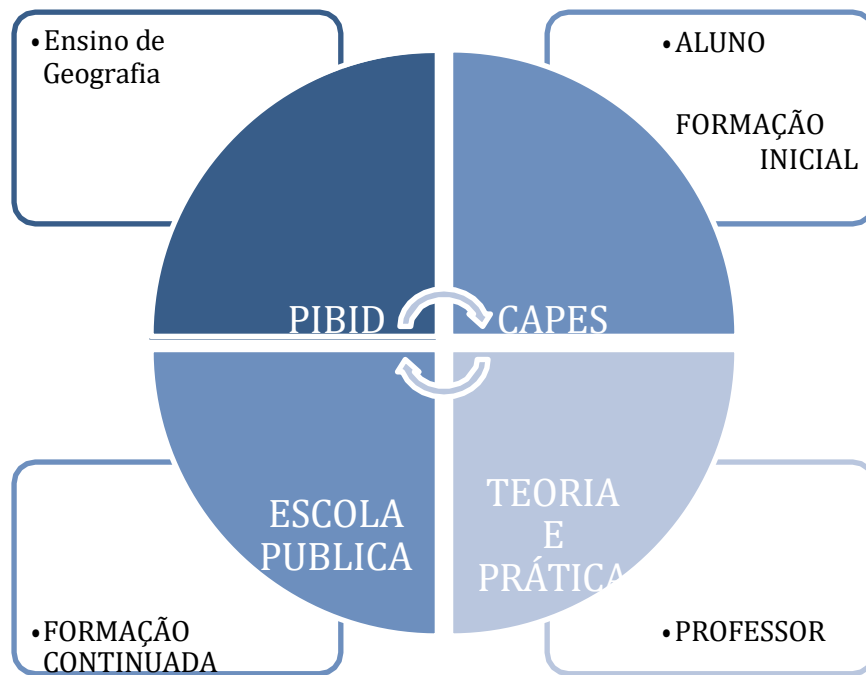 •Ensino de
Geografia
•ALUNO
FORMAÇÃO
INICIAL
PIBID
CAPES
ESCOLA
PUBLICA
TEORIA
E
PRÁTICA
•FORMAÇÃO
CONTINUADA
•PROFESSOR